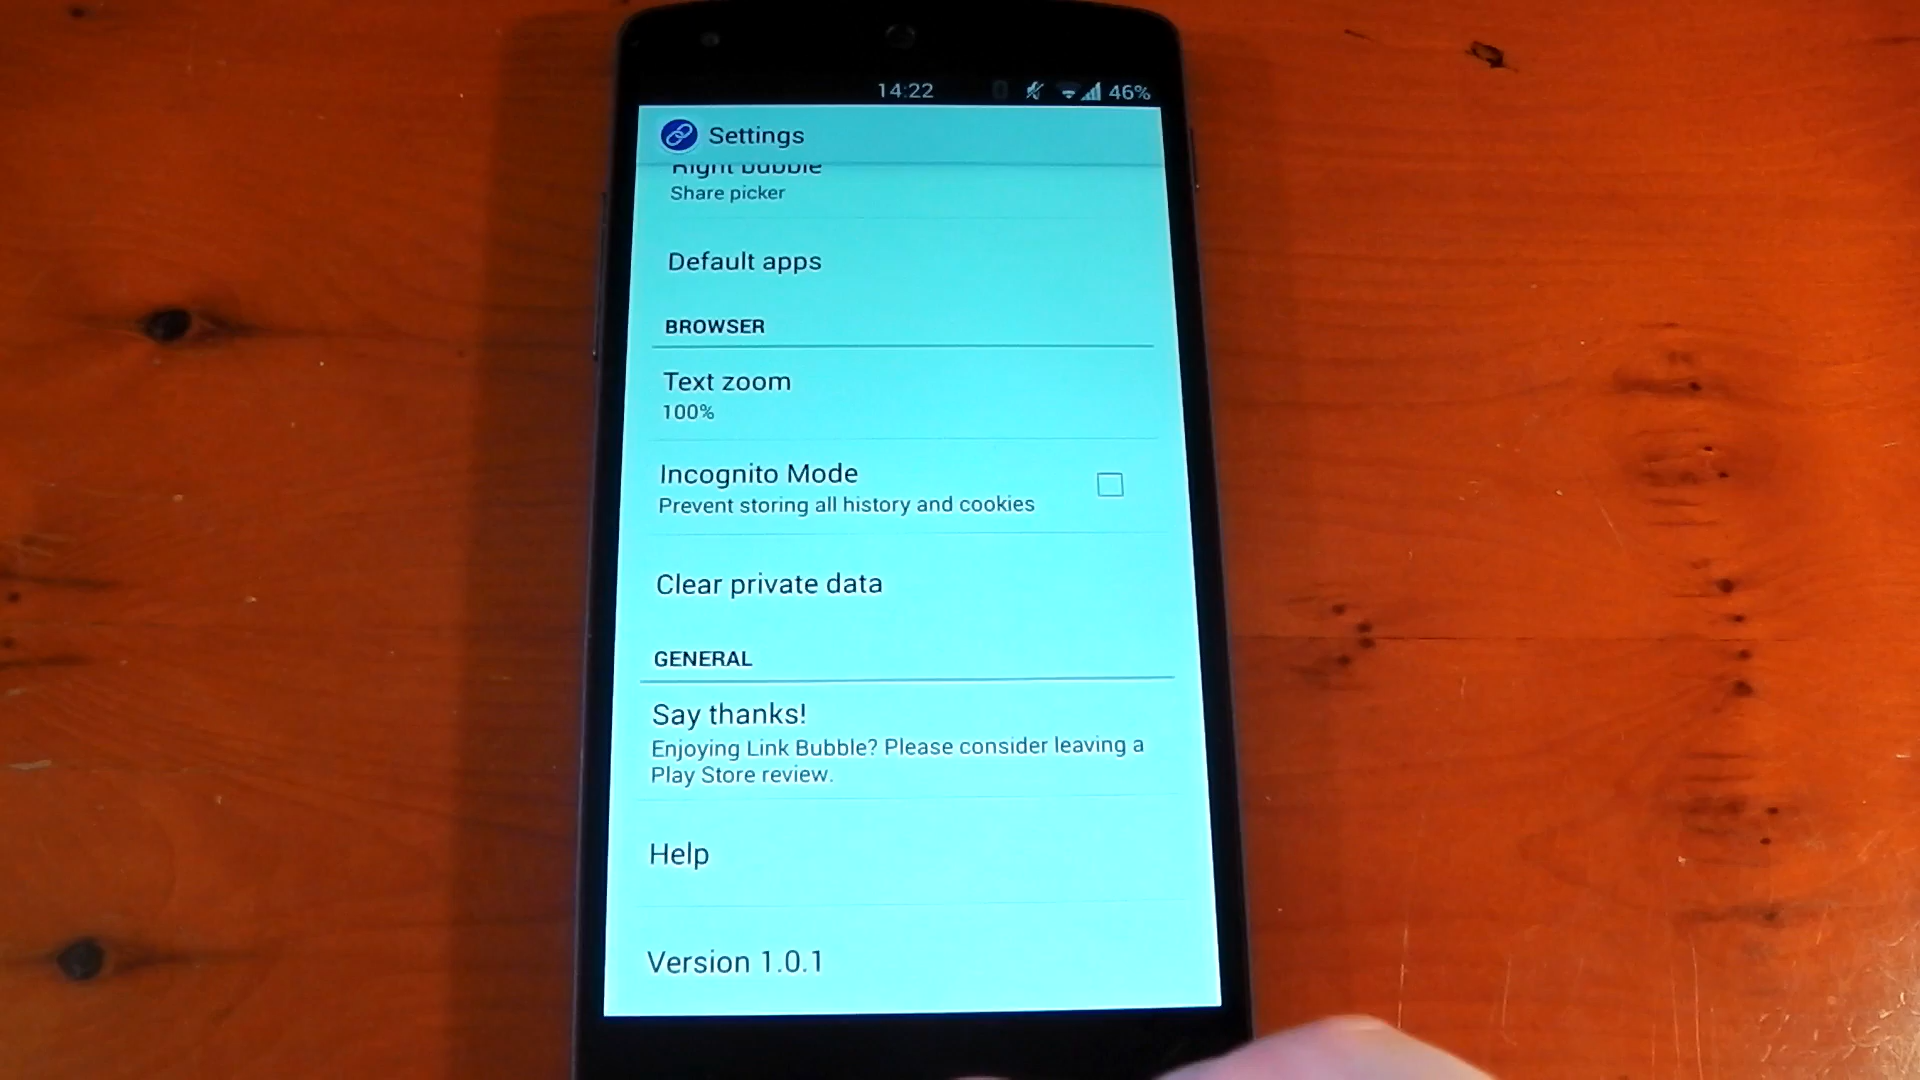 14:22 46%
Settings
Right bubble
Share picker
Default apps
BROWSER
Text zoom
100%
Incognito Mode
Prevent storing all history and cookies
Clear private data
GENERAL
Say thanks!
Enjoying Link Bubble? Please consider leaving a
Play Store review.
Help
Version 1.0.1